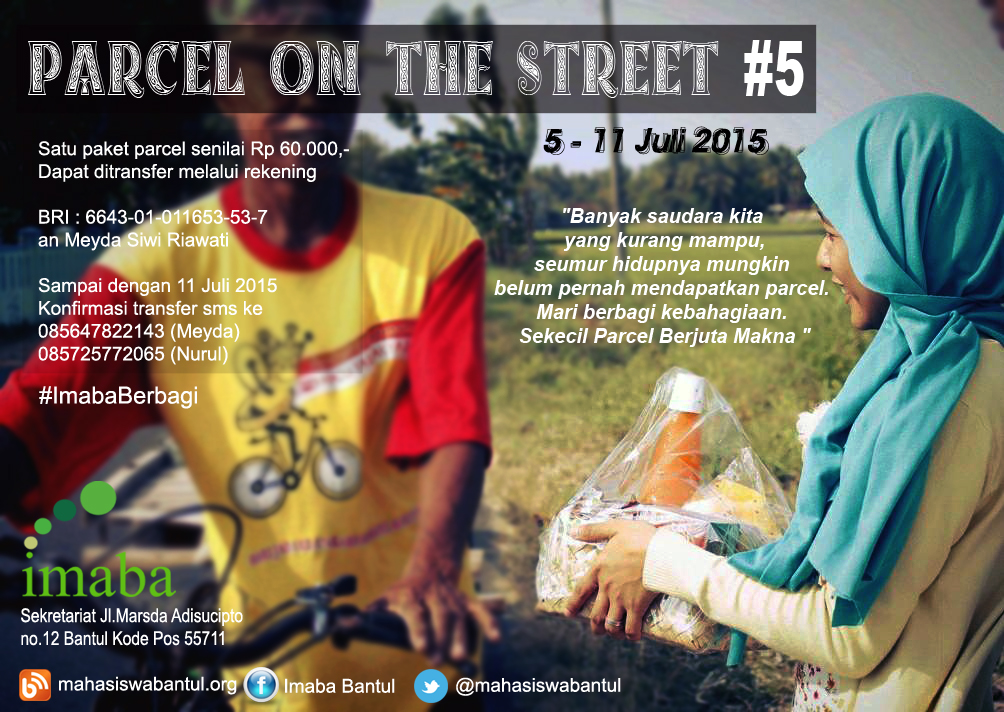 PARCEL ON THE STREET #5
5 - 11 Juli 2015
Satu paket parcel senilai Rp 60.000,-
Dapat ditransfer melalui rekening
BRI : 6643-01-011653-53-7
an Meyda Siwi Riawati
Sampai dengan 11 Juli 2015
Konfirmasi transfer sms ke
085647822143 (Meyda)
085725772065 (Nurul)
#ImabaBerbagi
"Banyak saudara kita
yang kurang mampu,
seumur hidupnya mungkin
belum pernah mendapatkan parcel.
Mari berbagi kebahagiaan.
Sekecil Parcel Berjuta Makna "
imaba
Sekretariat Jl.Marsda Adisucipto
no.12 Bantul Kode Pos 55711
mahasiswabantul.org
Imaba Bantul
@mahasiswabantul